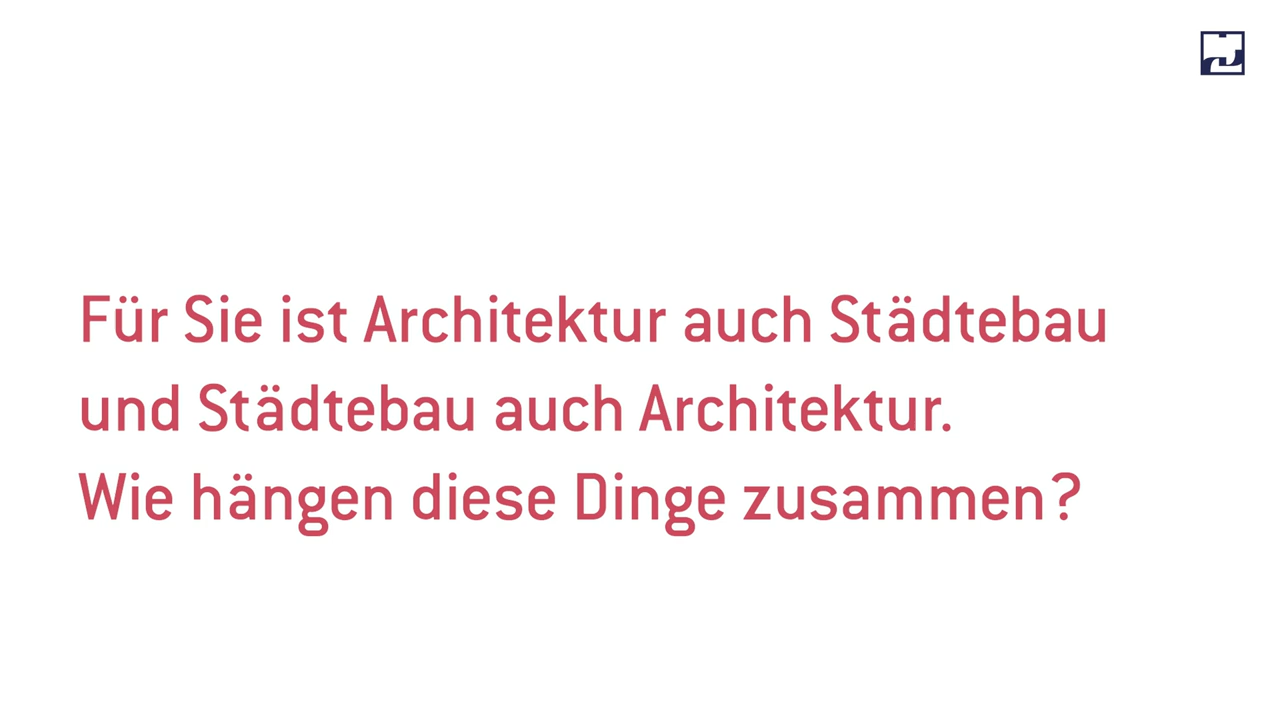 Für Sie ist Architektur auch Städtebau
und Städtebau auch Architektur.
Wie hängen diese Dinge zusammen?